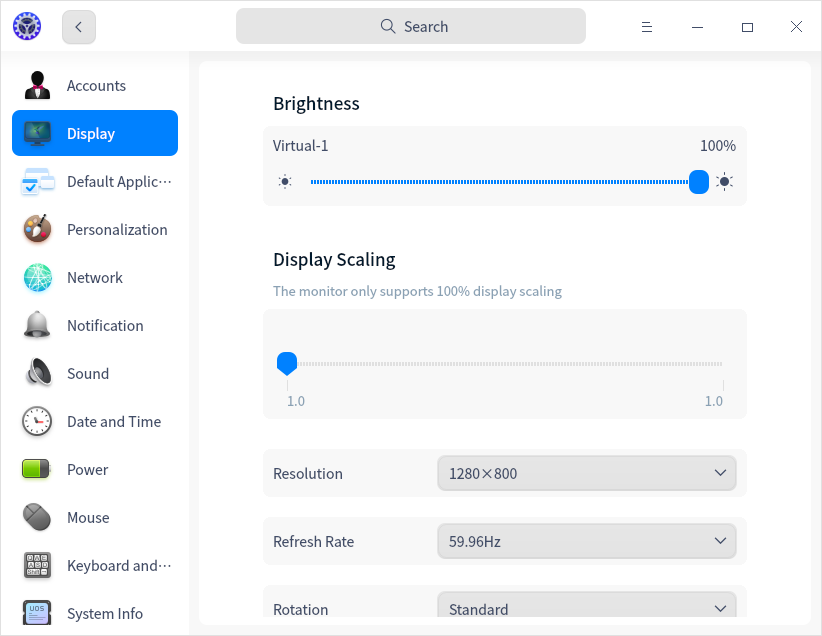 Search
Accounts
Display
Default Applic···
Personalization
Network
Notification
Sound
Date and Time
Power
Mouse
Keyboard and···
System Info
Brightness
Virtual-1 100%
Display Scaling
The monitor only supports 100% display scaling
1.0 1.0
Resolution 1280×800
Refresh Rate 59.96Hz
Rotation Standard